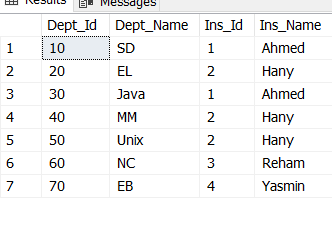 Results Messages
Dept_Id Dept_Name Ins_Id Ins_Name
1 10 SD 1 Ahmed
2 20 EL 2 Hany
3 30 Java 1 Ahmed
4 40 MM 2 Hany
5 50 Unix 2 Hany
6 60 NC 3 Reham
7 70 EB 4 Yasmin